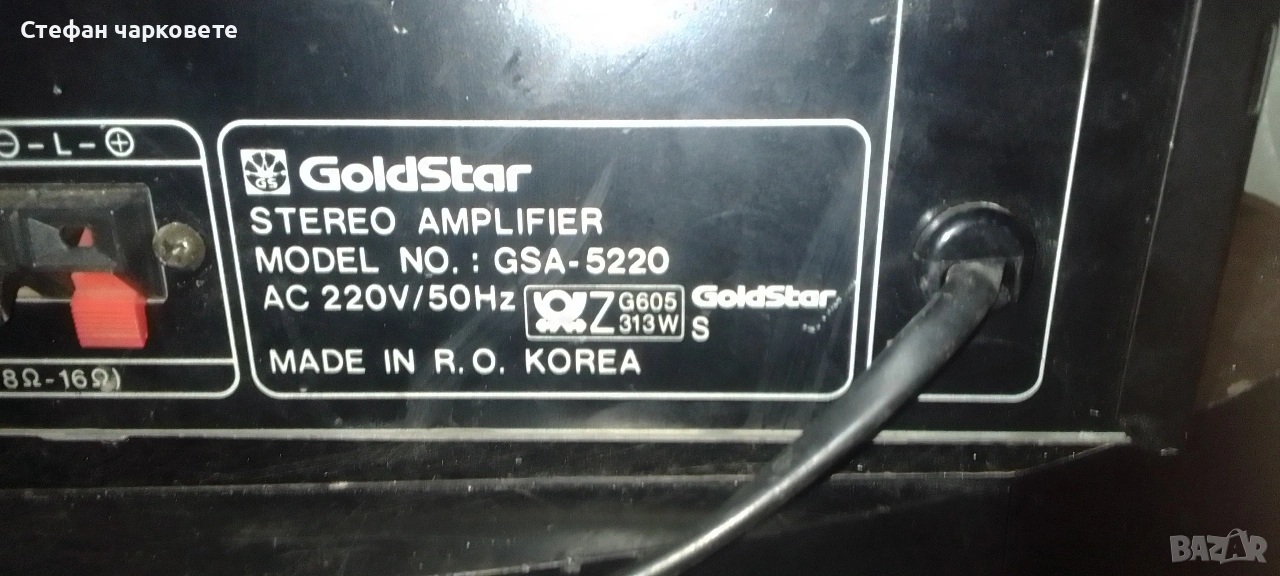 Стефан чарковете
⊖-L-⊕
8Ω-16Ω)
GS GoldStar
STEREO AMPLIFIER
MODEL NO. : GSA-5220
AC 220V/50Hz
Z G605
313W
GoldStar
S
MADE IN R.O. KOREA
BAZAR